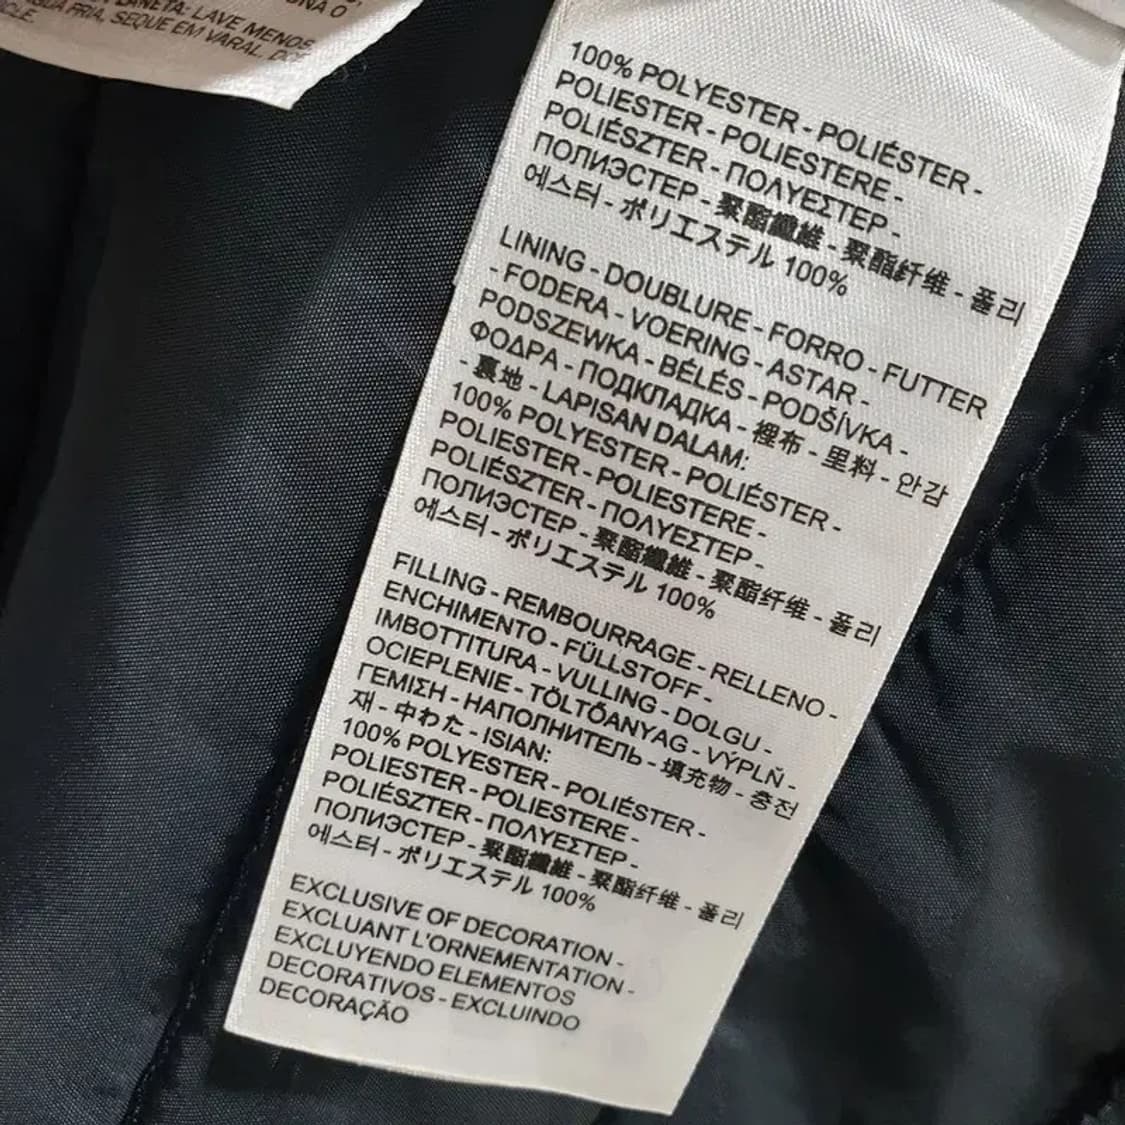 LANETA: LAVE MENOS
FRIA, SEQUE EM VARAL.
100% POLYESTER - POLIÉSTER -
POLIESTER - POLIESTERE -
POLIÉSZTER - ΠΟΛΥΕΣΤΕΡ -
ПОЛИЭСТЕР - 聚酯纖維 - 聚酯纤维 - 폴리
에스터 - ポリエステル 100%
LINING - DOUBLURE - FORRO - FUTTER
- FODERA - VOERING - ASTAR -
PODSZEWKA - BÉLÉS - PODŠÍVKA -
ΦΟΔΡΑ - ПОДКЛАДКА - 裡布 - 里料 - 안감
- 裏地 - LAPISAN DALAM:
100% POLYESTER - POLIÉSTER -
POLIESTER - POLIESTERE -
POLIÉSZTER - ΠΟΛΥΕΣΤΕΡ -
ПОЛИЭСТЕР - 聚酯纖維 - 聚酯纤维 - 폴리
에스터 - ポリエステル 100%
FILLING - REMBOURRAGE - RELLENO -
ENCHIMENTO - FÜLLSTOFF -
IMBOTTITURA - VULLING - DOLGU -
OCIEPLENIE - TÖLTŐANYAG - VÝPLŇ -
ΓΕΜΙΣΗ - НАПОЛНИТЕЛЬ - 填充物 - 충전
재 - 中わた - ISIAN:
100% POLYESTER - POLIÉSTER -
POLIESTER - POLIESTERE -
POLIÉSZTER - ΠΟΛΥΕΣΤΕΡ -
ПОЛИЭСТЕР - 聚酯纖維 - 聚酯纤维 - 폴리
에스터 - ポリエステル 100%
EXCLUSIVE OF DECORATION -
EXCLUANT L'ORNEMENTATION -
EXCLUYENDO ELEMENTOS
DECORATIVOS - EXCLUINDO
DECORAÇÃO